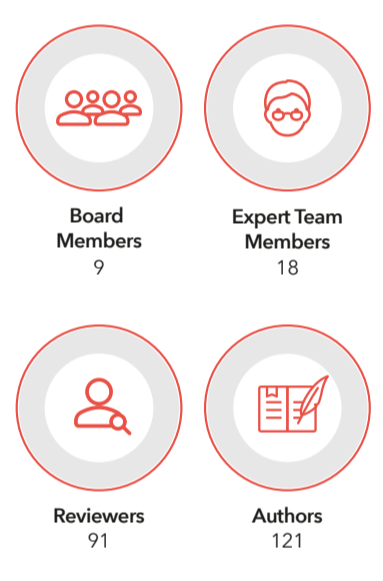 Board
Members
9
Expert Team
Members
18
Reviewers
91
Authors
121